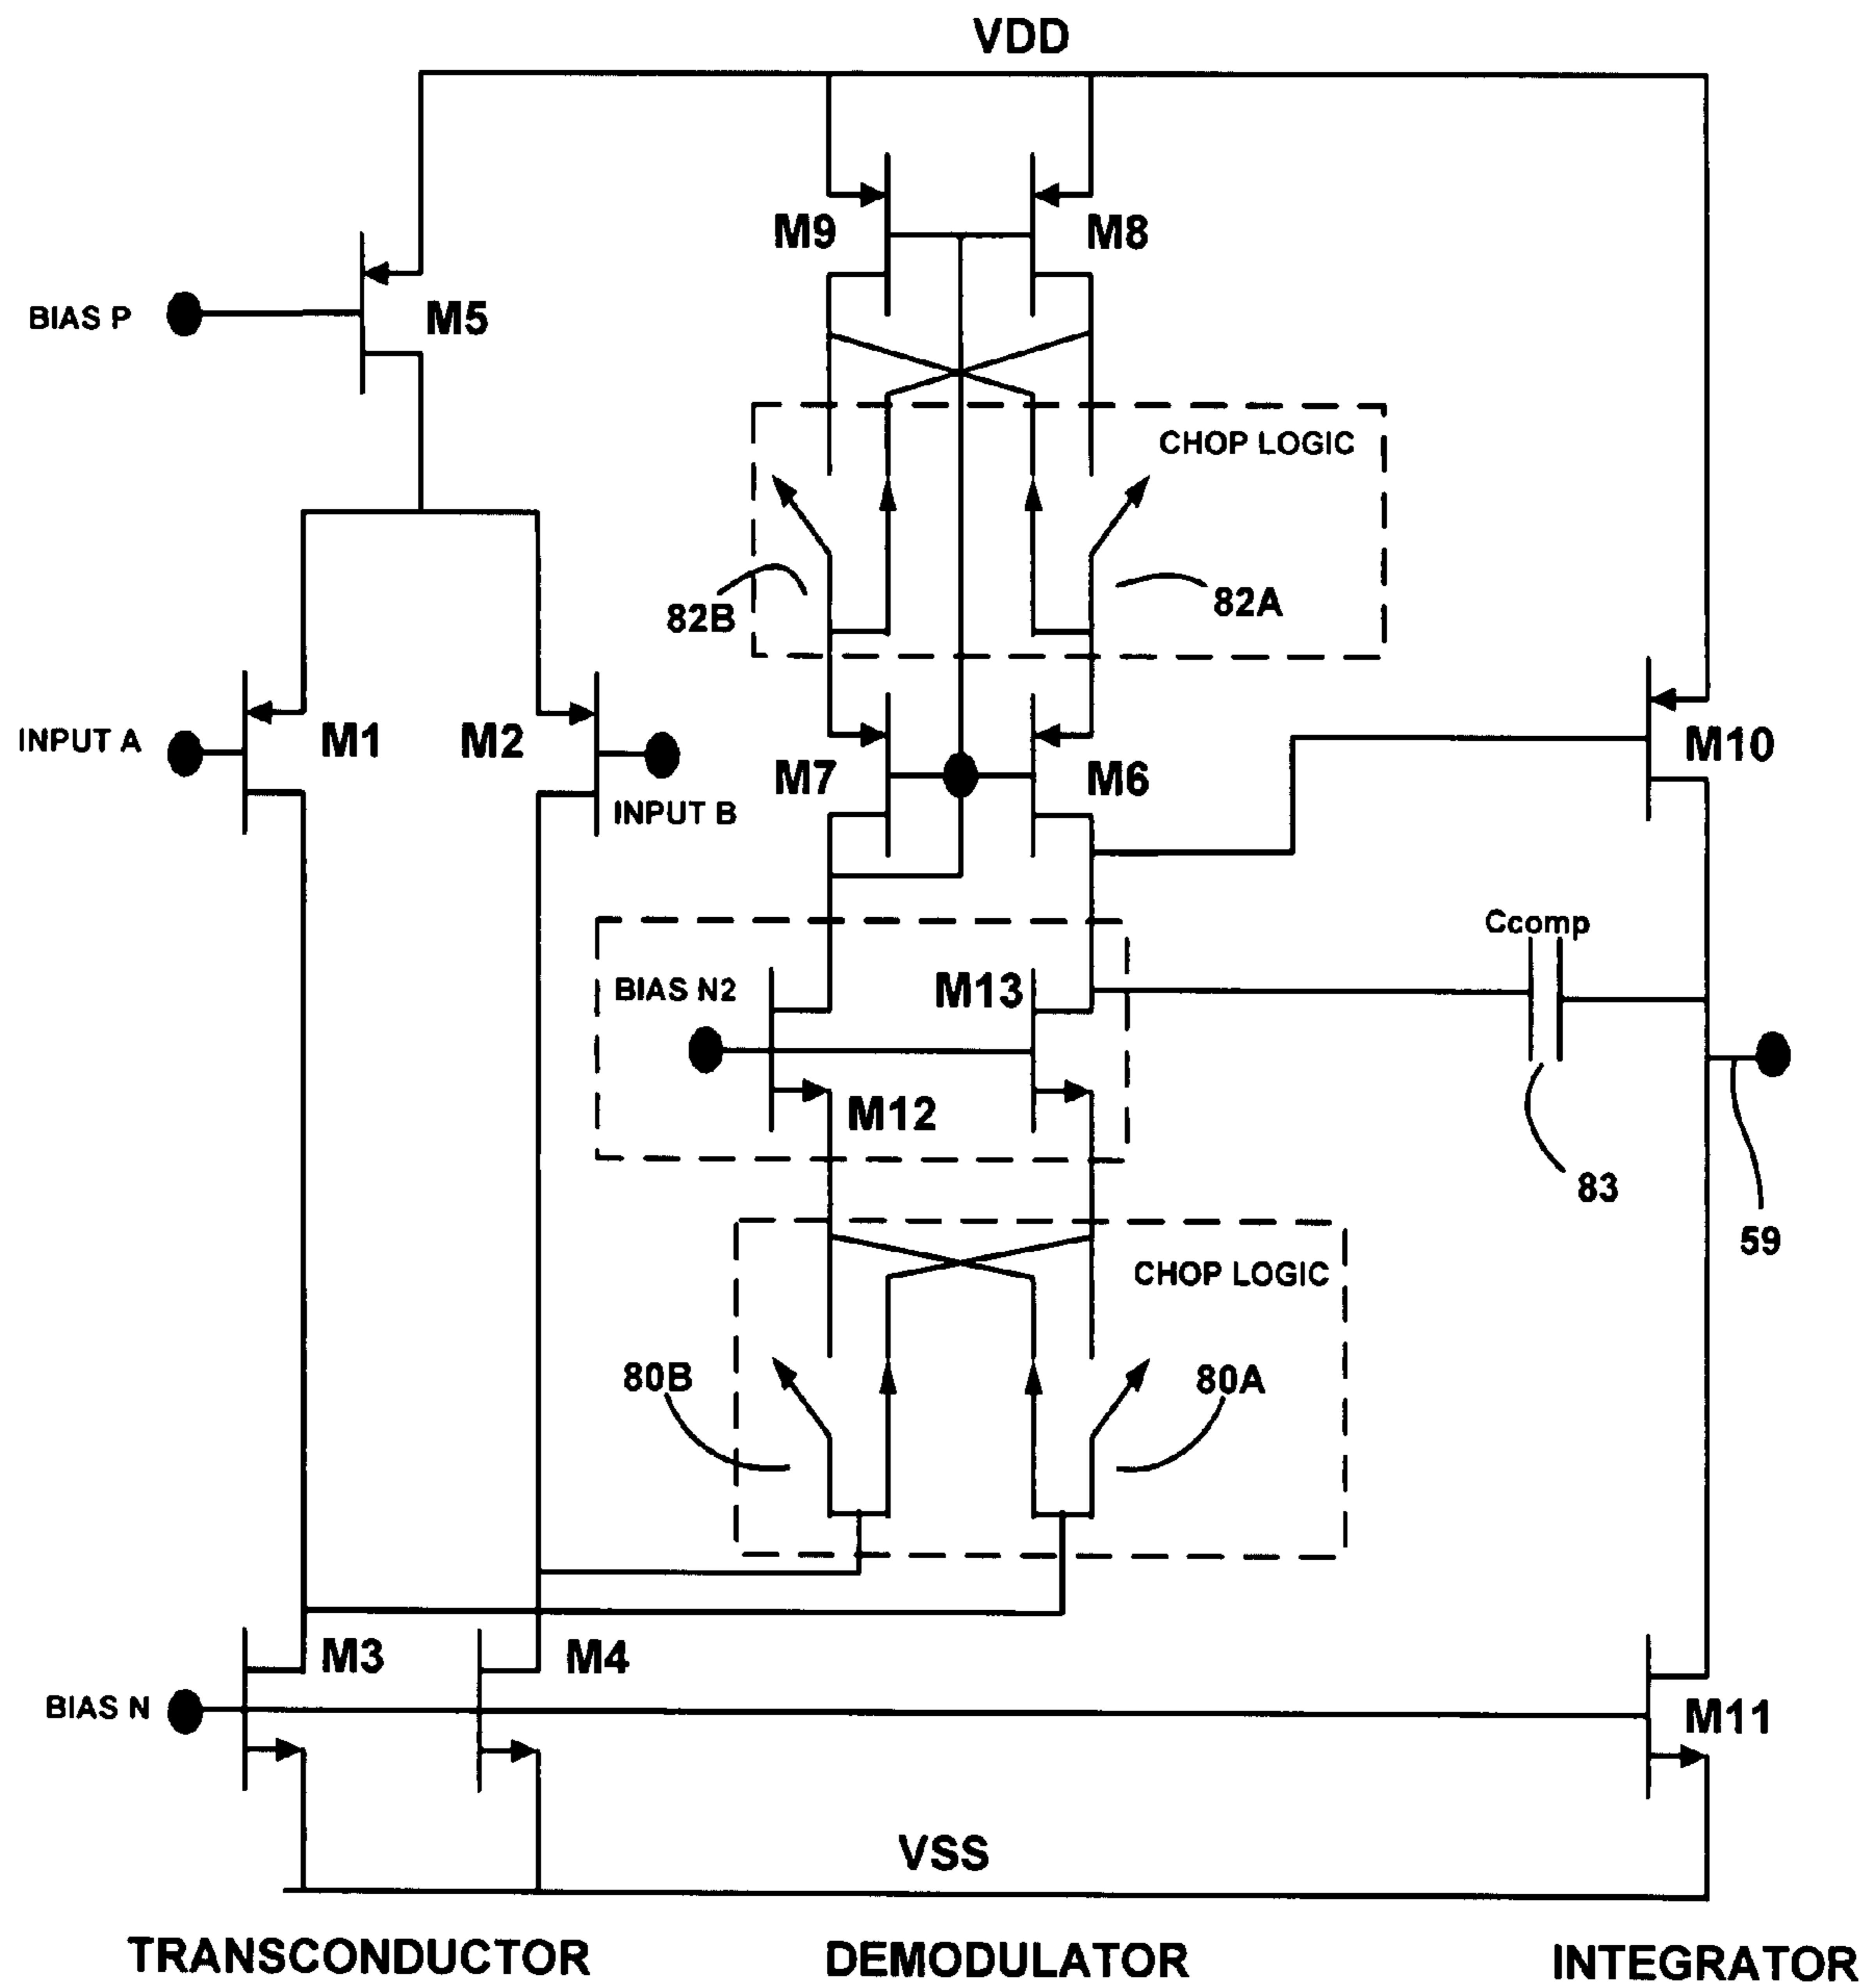 VDD
M9
M8
BIAS P
M5
CHOP LOGIC
82B
82A
INPUT A
M1
M2
INPUT B
M7
M6
M10
Ccomp
BIAS N2
M13
M12
83
59
CHOP LOGIC
80B
80A
M3
M4
BIAS N
M11
VSS
TRANSCONDUCTOR
DEMODULATOR
INTEGRATOR